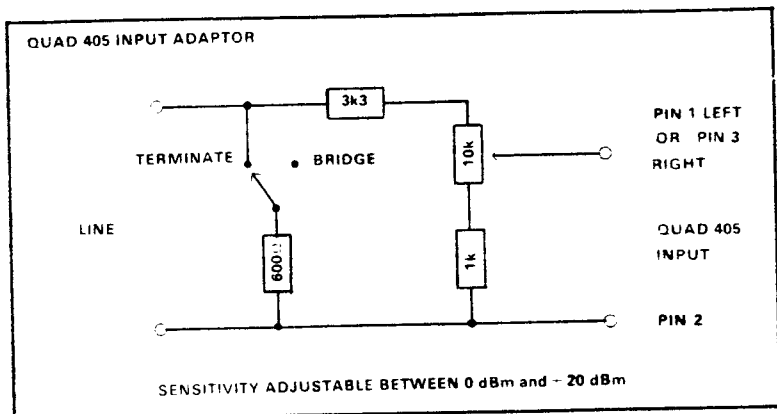 QUAD 405 INPUT ADAPTOR
3k3
PIN 1 LEFT
OR PIN 3
RIGHT
10k
TERMINATE
BRIDGE
LINE
600Ω
1k
QUAD 405
INPUT
PIN 2
SENSITIVITY ADJUSTABLE BETWEEN 0 dBm and + 20 dBm